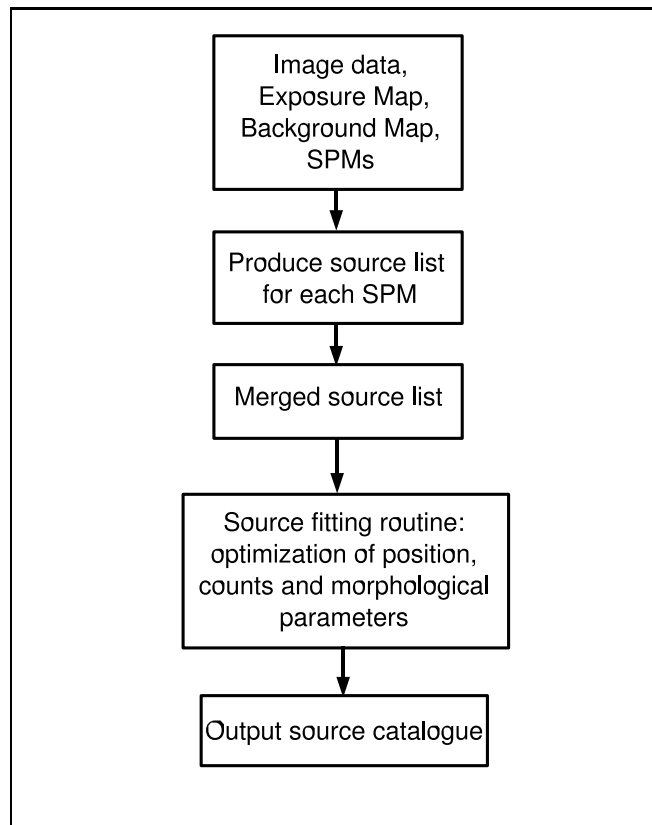 Image data,
Exposure Map,
Background Map,
SPMs
Produce source list
for each SPM
Merged source list
Source fitting routine:
optimization of position,
counts and morphological
parameters
Output source catalogue